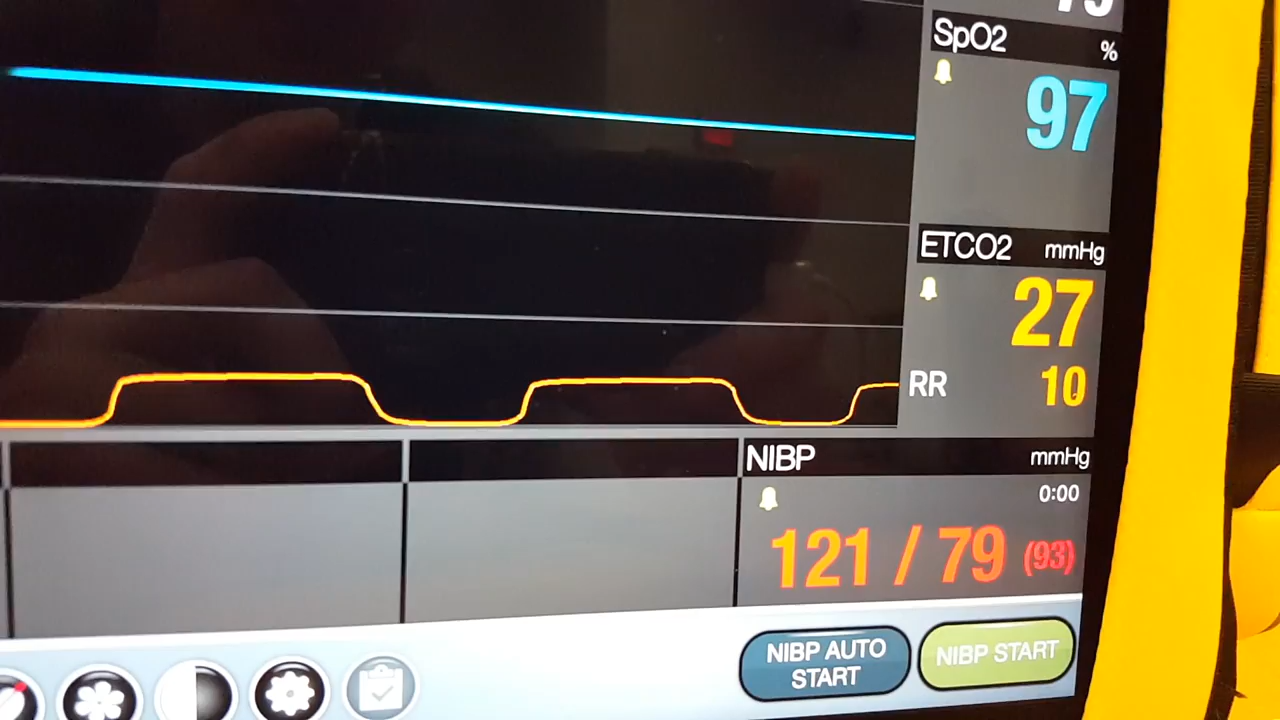 SpO2 %
97
ETCO2 mmHg
27
RR 10
NIBP mmHg
0:00
121 / 79 (93)
NIBP AUTO
START
NIBP START